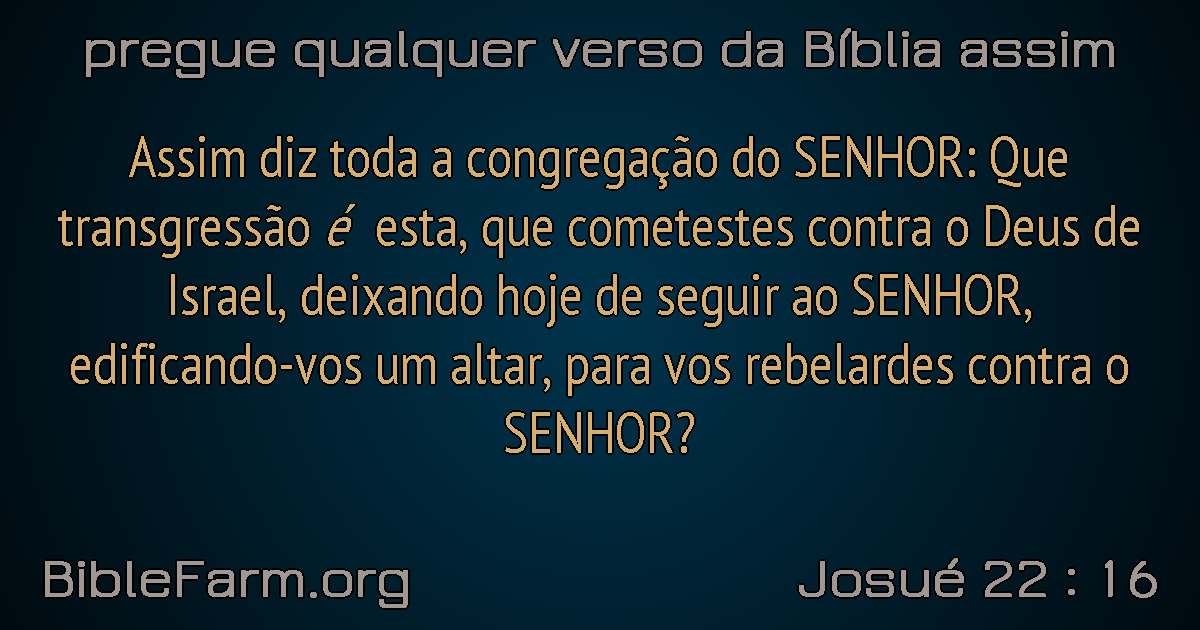 pregue qualquer verso da Bíblia assim
Assim diz toda a congregação do SENHOR: Que
transgressão é esta, que cometestes contra o Deus de
Israel, deixando hoje de seguir ao SENHOR,
edificando-vos um altar, para vos rebelardes contra o
SENHOR?
BibleFarm.org
Josué 22 : 16